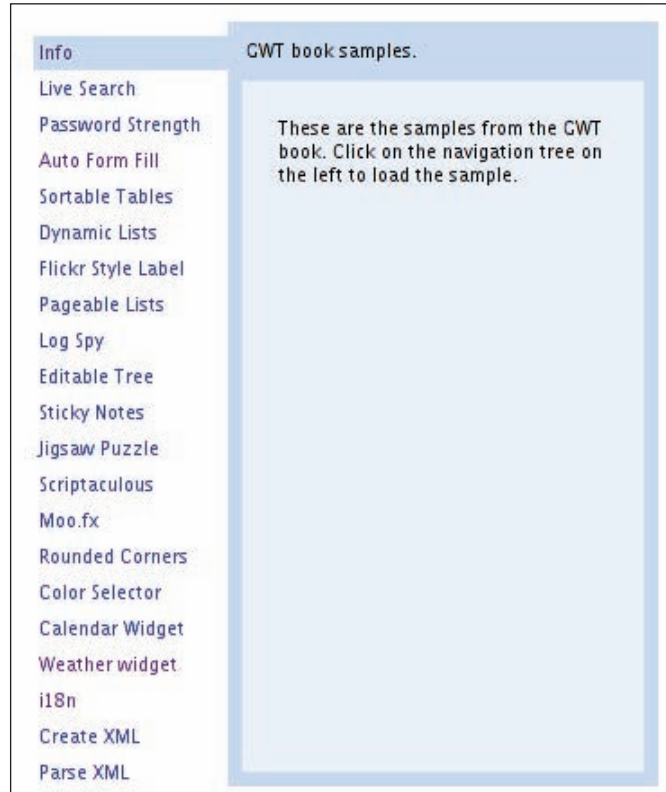 Info
Live Search
Password Strength
Auto Form Fill
Sortable Tables
Dynamic Lists
Flickr Style Label
Pageable Lists
Log Spy
Editable Tree
Sticky Notes
Jigsaw Puzzle
Scriptaculous
Moo.fx
Rounded Corners
Color Selector
Calendar Widget
Weather widget
i18n
Create XML
Parse XML
GWT book samples.
These are the samples from the GWT
book. Click on the navigation tree on
the left to load the sample.